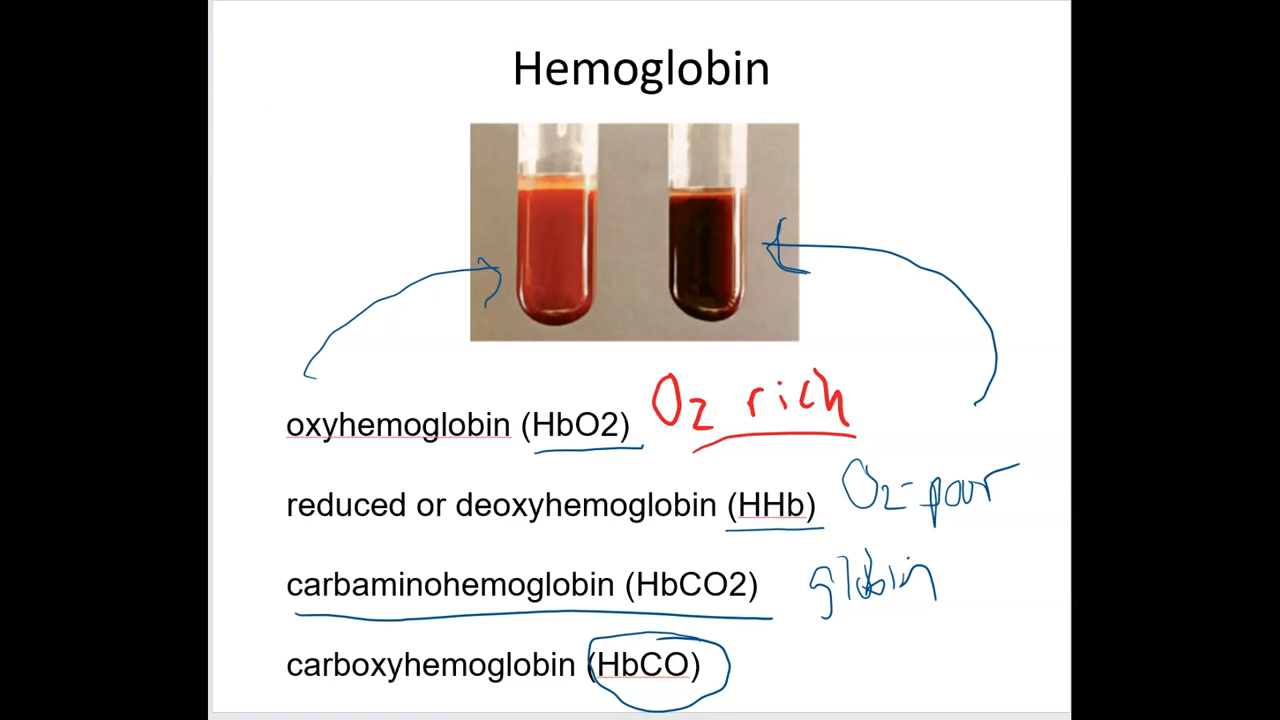 Hemoglobin
oxyhemoglobin (HbO2) O2 rich
reduced or deoxyhemoglobin (HHb) O2-poor
carbaminohemoglobin (HbCO2) globin
carboxyhemoglobin (HbCO)